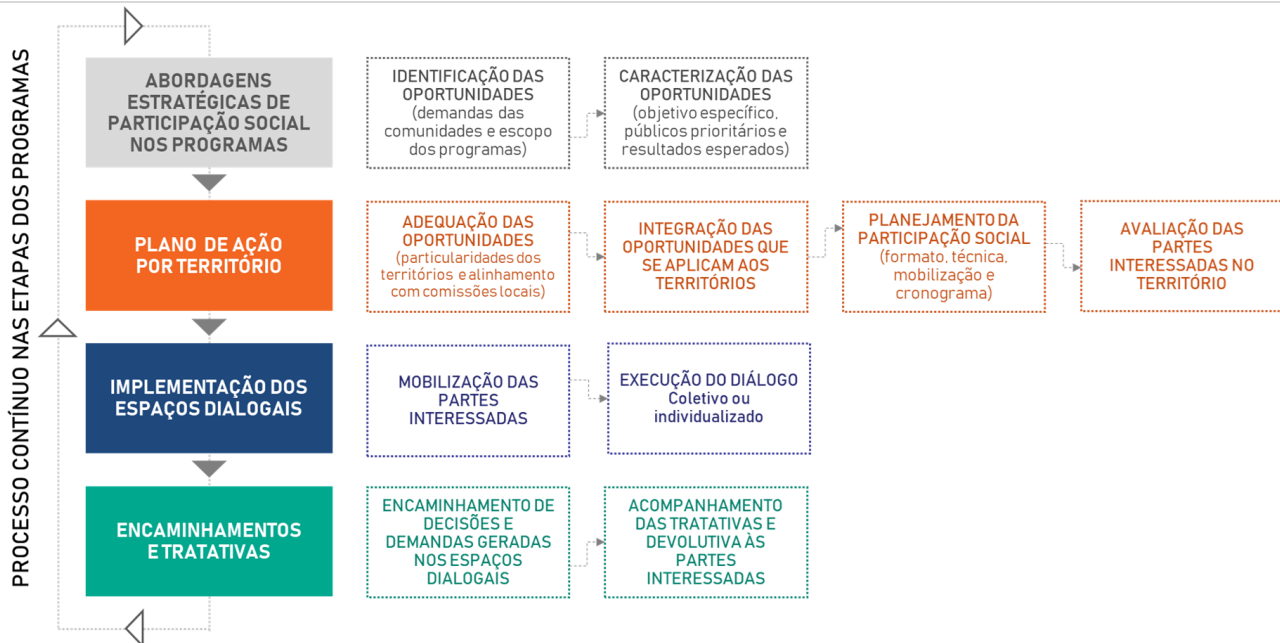 PROCESSO CONTÍNUO NAS ETAPAS DOS PROGRAMAS
ABORDAGENS
ESTRATÉGICAS DE
PARTICIPAÇÃO SOCIAL
NOS PROGRAMAS
IDENTIFICAÇÃO DAS
OPORTUNIDADES
(demandas das
comunidades e escopo
dos programas)
CARACTERIZAÇÃO DAS
OPORTUNIDADES
(objetivo específico,
públicos prioritários e
resultados esperados)
PLANO DE AÇÃO
POR TERRITÓRIO
ADEQUAÇÃO DAS
OPORTUNIDADES
(particularidades dos
territórios e alinhamento
com comissões locais)
INTEGRAÇÃO DAS
OPORTUNIDADES QUE
SE APLICAM AOS
TERRITÓRIOS
PLANEJAMENTO DA
PARTICIPAÇÃO SOCIAL
(formato, técnica,
mobilização e
cronograma)
AVALIAÇÃO DAS
PARTES
INTERESSADAS NO
TERRITÓRIO
IMPLEMENTAÇÃO DOS
ESPAÇOS DIALOGAIS
MOBILIZAÇÃO DAS
PARTES
INTERESSADAS
EXECUÇÃO DO DIÁLOGO
Coletivo ou
individualizado
ENCAMINHAMENTOS
E TRATATIVAS
ENCAMINHAMENTO DE
DECISÕES E
DEMANDAS GERADAS
NOS ESPAÇOS
DIALOGAIS
ACOMPANHAMENTO
DAS TRATATIVAS E
DEVOLUTIVA ÀS
PARTES
INTERESSADAS